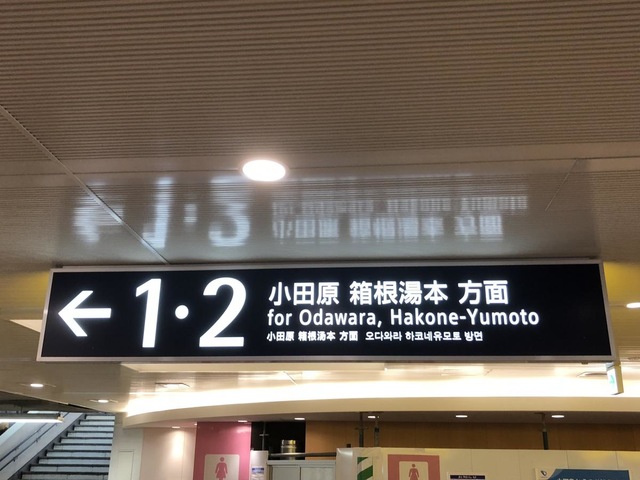 ← 1・2
小田原 箱根湯本 方面
for Odawara, Hakone-Yumoto
小田原 箱根湯本 方面 오다와라 하코네유모토 방면